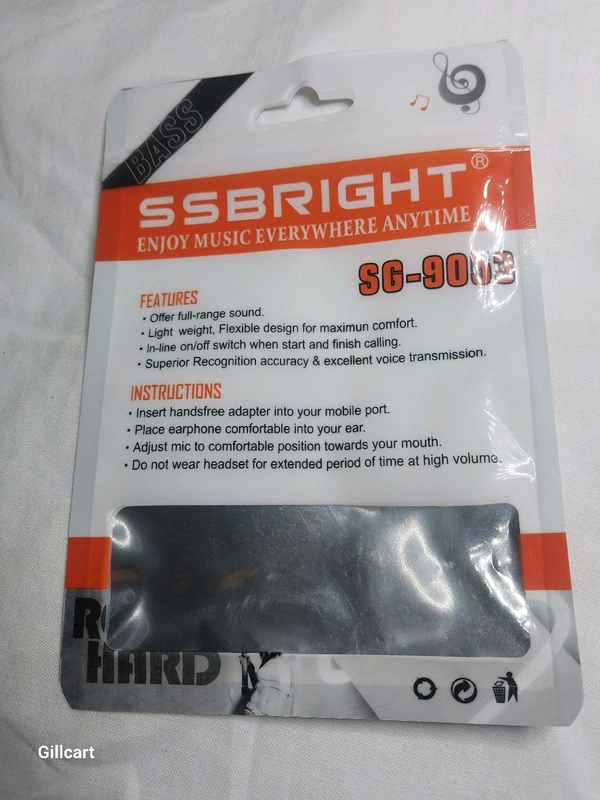 BASS
SSBRIGHT®
ENJOY MUSIC EVERYWHERE ANYTIME
FEATURES
• Offer full-range sound.
• Light weight, Flexible design for maximun comfort.
• In-line on/off switch when start and finish calling.
• Superior Recognition accuracy & excellent voice transmission.
INSTRUCTIONS
• Insert handsfree adapter into your mobile port.
• Place earphone comfortable into your ear.
• Adjust mic to comfortable position towards your mouth.
• Do not wear headset for extended period of time at high volume.
HARD
Gillcart